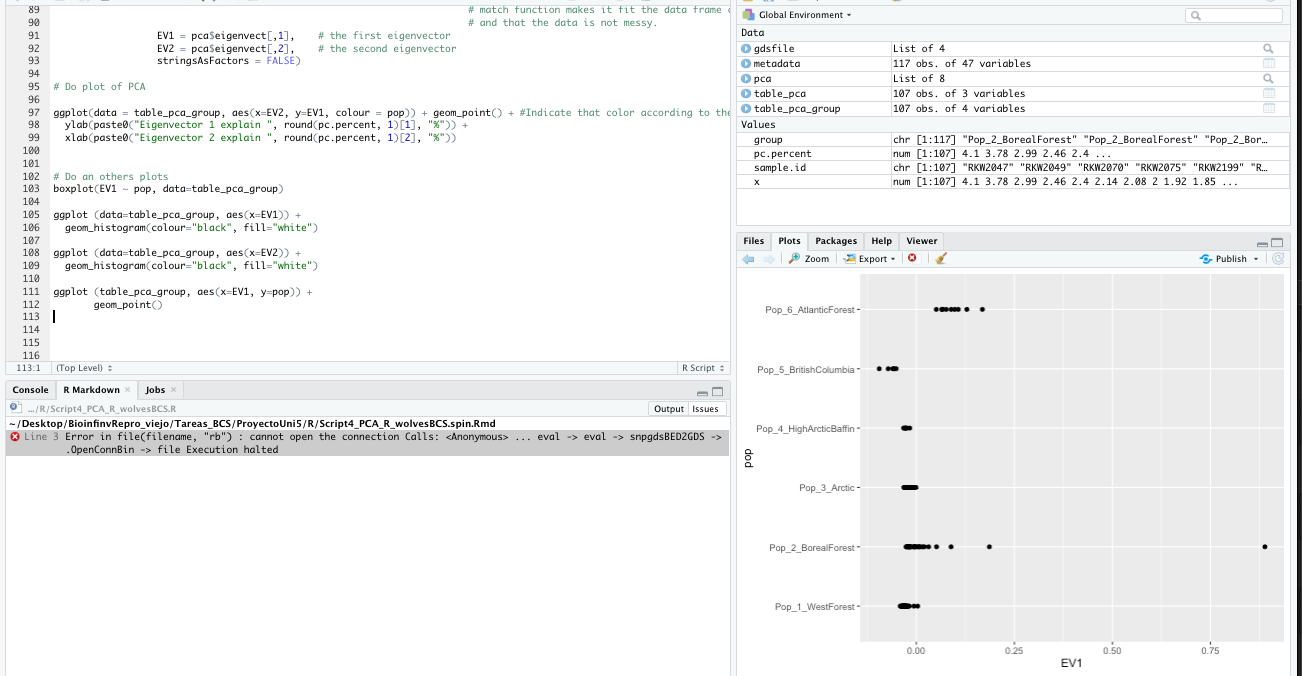 89 # match function makes it fit the data frame
# and that the data is not messy.
91 EV1 = pca$eigenvect[,1], # the first eigenvector
92 EV2 = pca$eigenvect[,2], # the second eigenvector
93 stringsAsFactors = FALSE)
94
95 # Do plot of PCA
96
97 ggplot(data = table_pca_group, aes(x=EV2, y=EV1, colour = pop)) + geom_point() + #Indicate that color according to the
98 ylab(paste0("Eigenvector 1 explain ", round(pc.percent, 1)[1], "%")) +
99 xlab(paste0("Eigenvector 2 explain ", round(pc.percent, 1)[2], "%"))
100
101
102 # Do an others plots
103 boxplot(EV1 ~ pop, data=table_pca_group)
104
105 ggplot (data=table_pca_group, aes(x=EV1)) +
106 geom_histogram(colour="black", fill="white")
107
108 ggplot (data=table_pca_group, aes(x=EV2)) +
109 geom_histogram(colour="black", fill="white")
110
111 ggplot (table_pca_group, aes(x=EV1, y=pop)) +
112 geom_point()
113
114
115
116
113:1 (Top Level) R Script
Console R Markdown Jobs
.../R/Script4_PCA_R_wolvesBCS.R Output Issues
~/Desktop/BioinfinvRepro_viejo/Tareas_BCS/ProyectoUni5/R/Script4_PCA_R_wolvesBCS.spin.Rmd
Line 3 Error in file(filename, "rb") : cannot open the connection Calls: <Anonymous> ... eval -> eval -> snpgdsBED2GDS ->
.OpenConnBin -> file Execution halted
Global Environment
Data
gdsfile List of 4
metadata 117 obs. of 47 variables
pca List of 8
table_pca 107 obs. of 3 variables
table_pca_group 107 obs. of 4 variables
Values
group chr [1:117] "Pop_2_BorealForest" "Pop_2_BorealForest" "Pop_2_Bor...
pc.percent num [1:107] 4.1 3.78 2.99 2.46 2.4 ...
sample.id chr [1:107] "RKW2047" "RKW2049" "RKW2070" "RKW2075" "RKW2199" "R...
x num [1:107] 4.1 3.78 2.99 2.46 2.4 2.14 2.08 2 1.92 1.85 ...
Files Plots Packages Help Viewer
Zoom Export Publish
Pop_6_AtlanticForest
Pop_5_BritishColumbia
Pop_4_HighArcticBaffin
pop
Pop_3_Arctic
Pop_2_BorealForest
Pop_1_WestForest
0.00 0.25 0.50 0.75
EV1